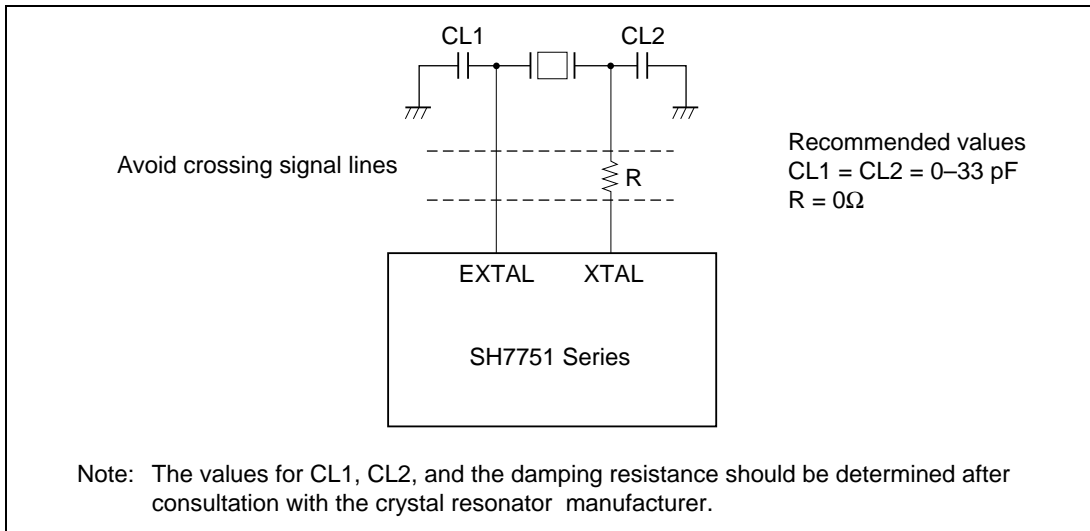 CL1
CL2
Avoid crossing signal lines
R
Recommended values
CL1 = CL2 = 0–33 pF
R = 0Ω
EXTAL
XTAL
SH7751 Series
Note: The values for CL1, CL2, and the damping resistance should be determined after
consultation with the crystal resonator manufacturer.